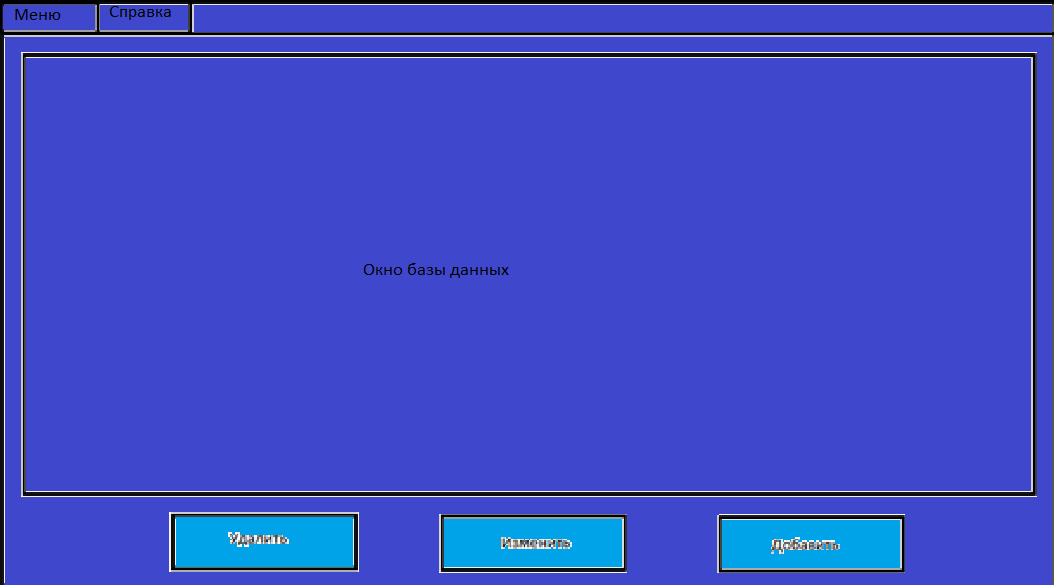 Меню
Справка
Окно базы данных
Удалить
Изменить
Добавить